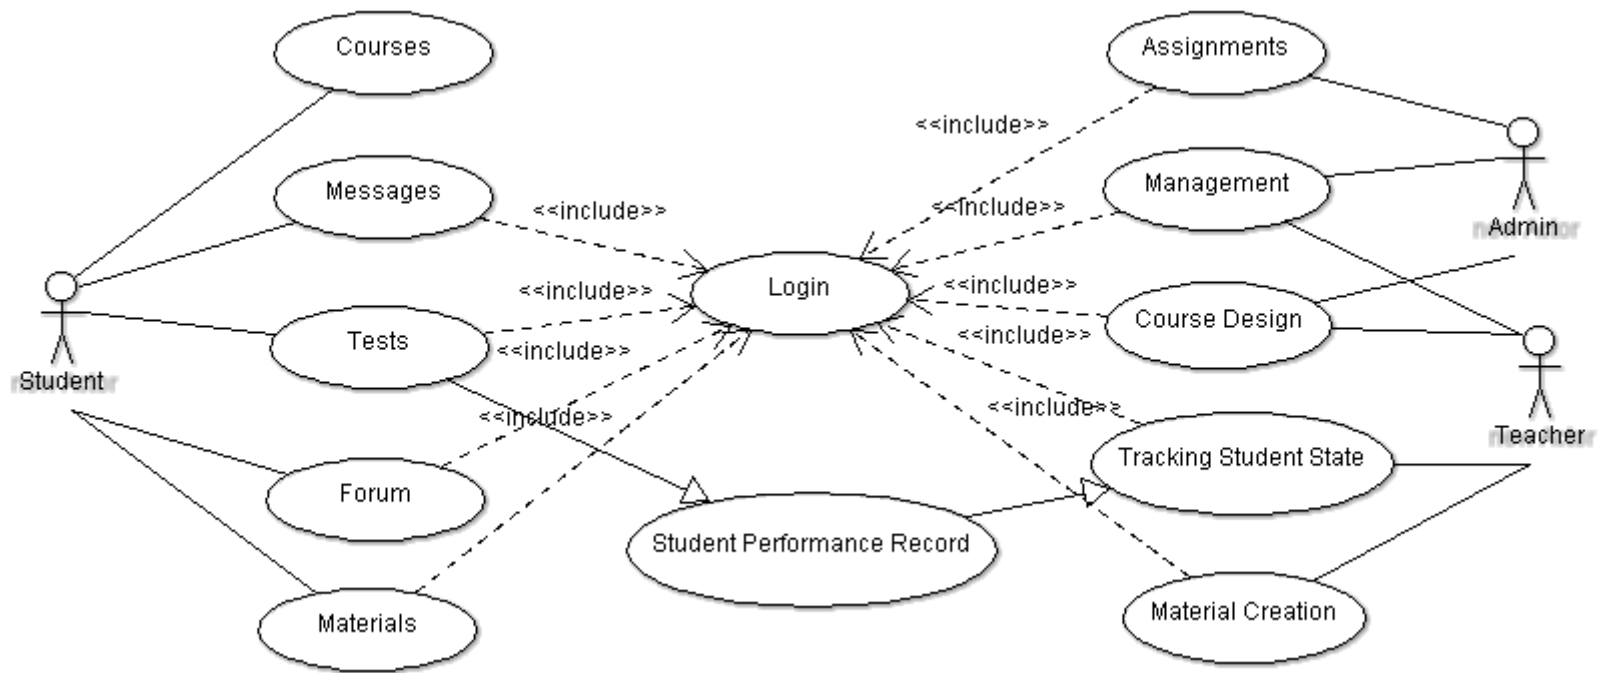 Courses
Assignments
<<include>>
Messages
Management
<<include>>
<<include>>
Admin
Login
<<include>>
<<include>>
Course Design
Tests
<<include>>
<<include>>
Student
<<include>>
<<include>>
Teacher
Tracking Student State
Forum
Student Performance Record
Materials
Material Creation